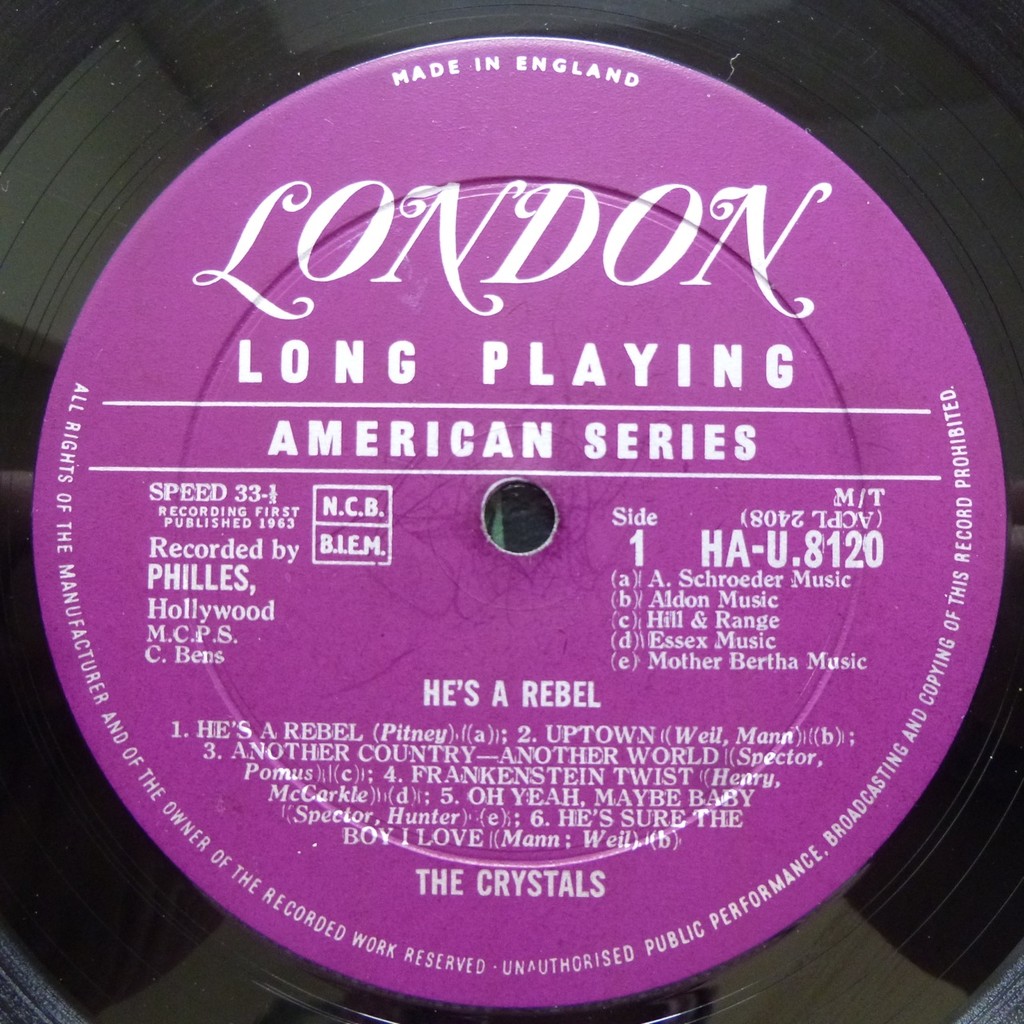 MADE IN ENGLAND
LONDON
LONG PLAYING
AMERICAN SERIES
SPEED 33-⅓
RECORDING FIRST
PUBLISHED 1963
N.C.B.
B.I.E.M.
Recorded by
PHILLES,
Hollywood
M.C.P.S.
C. Bens
M/T
(ACPL 2408)
Side
1 HA-U.8120
(a) A. Schroeder Music
(b) Aldon Music
(c) Hill & Range
(d) Essex Music
(e) Mother Bertha Music
HE'S A REBEL
1. HE'S A REBEL (Pitney) (a); 2. UPTOWN (Weil, Mann) (b);
3. ANOTHER COUNTRY—ANOTHER WORLD (Spector,
Pomus) (c); 4. FRANKENSTEIN TWIST (Henry,
McCarkle) (d); 5. OH YEAH, MAYBE BABY
(Spector, Hunter) (e); 6. HE'S SURE THE
BOY I LOVE (Mann; Weil) (b)
THE CRYSTALS
ALL RIGHTS OF THE MANUFACTURER AND OF THE OWNER OF THE RECORDED WORK RESERVED · UNAUTHORISED PUBLIC PERFORMANCE, BROADCASTING AND COPYING OF THIS RECORD PROHIBITED.